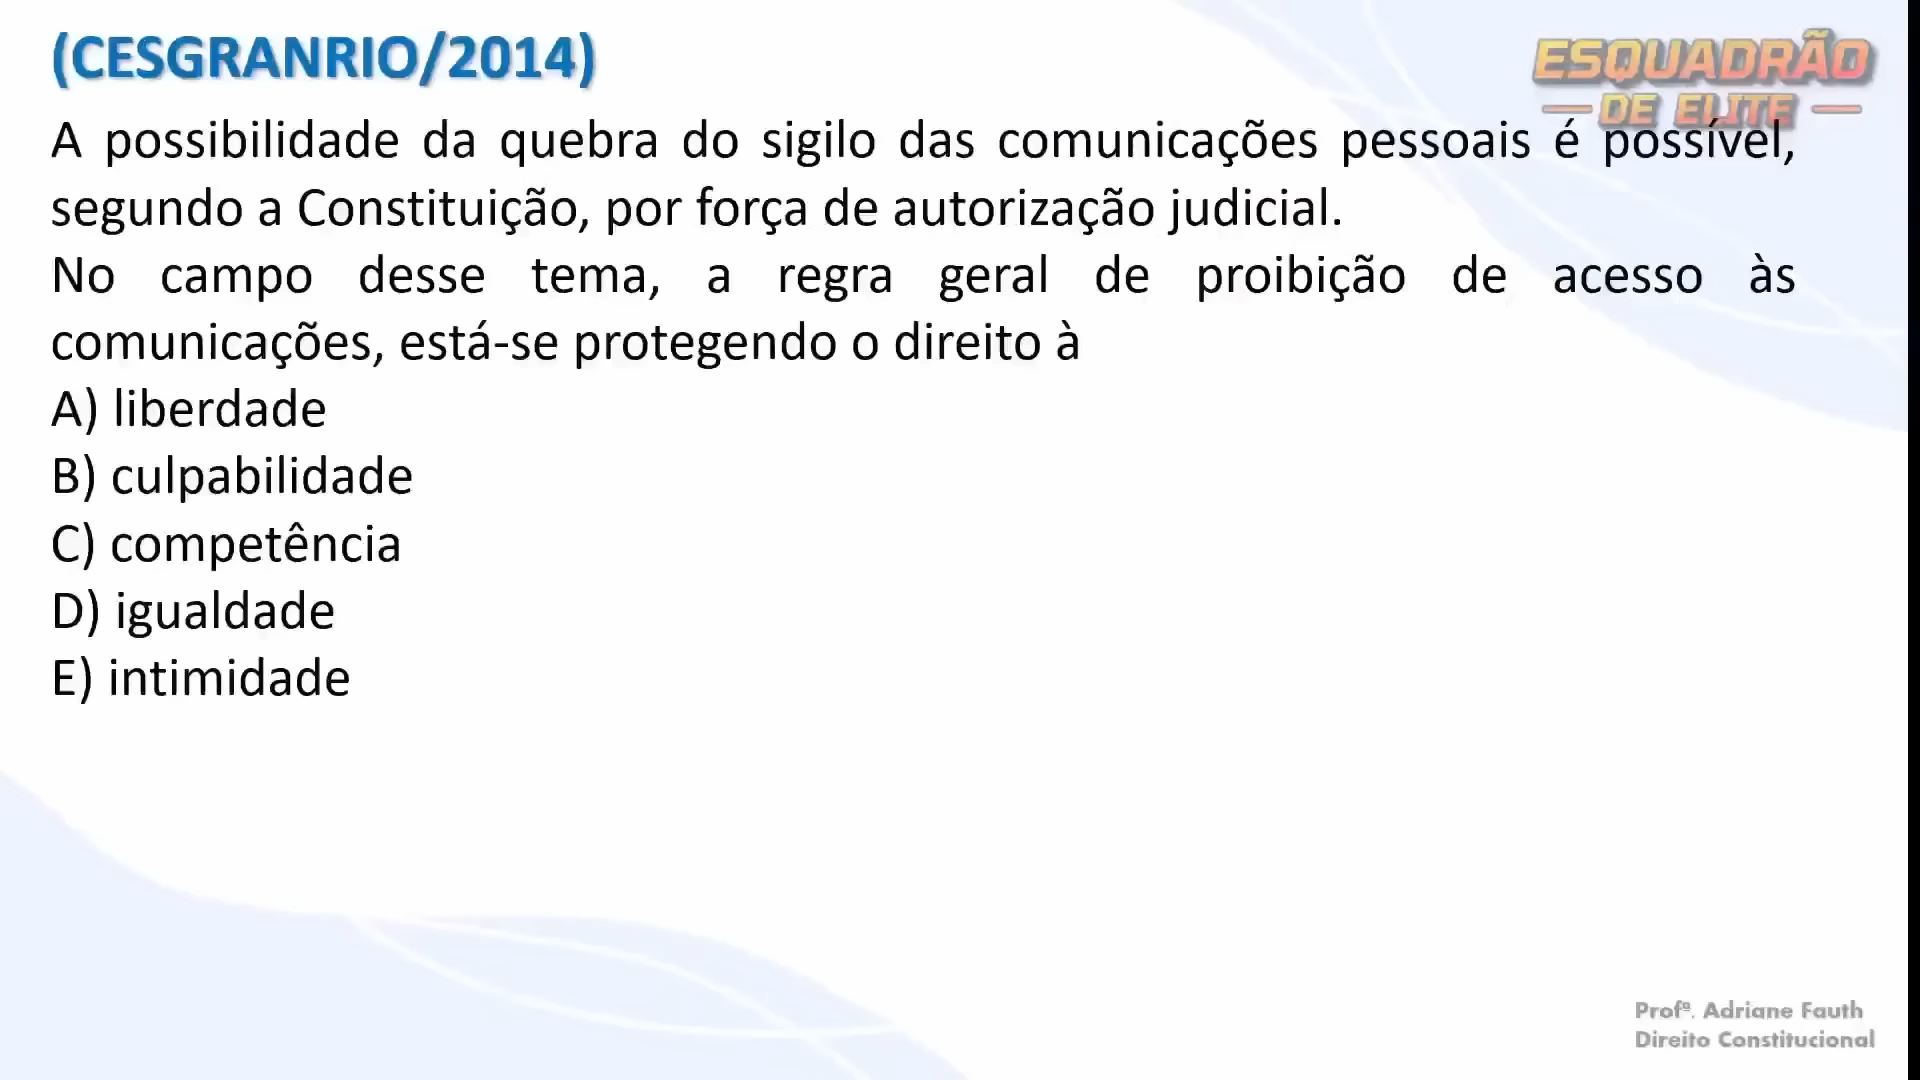 (CESGRANRIO/2014)
ESQUADRÃO
DE ELITE
A possibilidade da quebra do sigilo das comunicações pessoais é possível,
segundo a Constituição, por força de autorização judicial.
No campo desse tema, a regra geral de proibição de acesso às
comunicações, está-se protegendo o direito à
A) liberdade
B) culpabilidade
C) competência
D) igualdade
E) intimidade
Profª. Adriane Fauth
Direito Constitucional